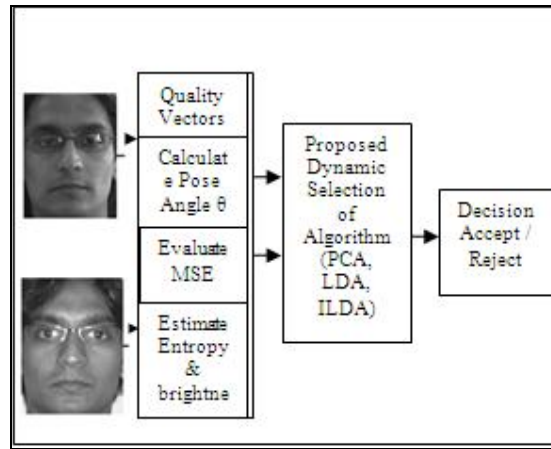 Quality
Vectors
Calculat
e Pose
Angle θ
Evaluate
MSE
Estimate
Entropy
&
brightne
Proposed
Dynamic
Selection
of
Algorithm
(PCA,
LDA,
ILDA)
Decision
Accept /
Reject